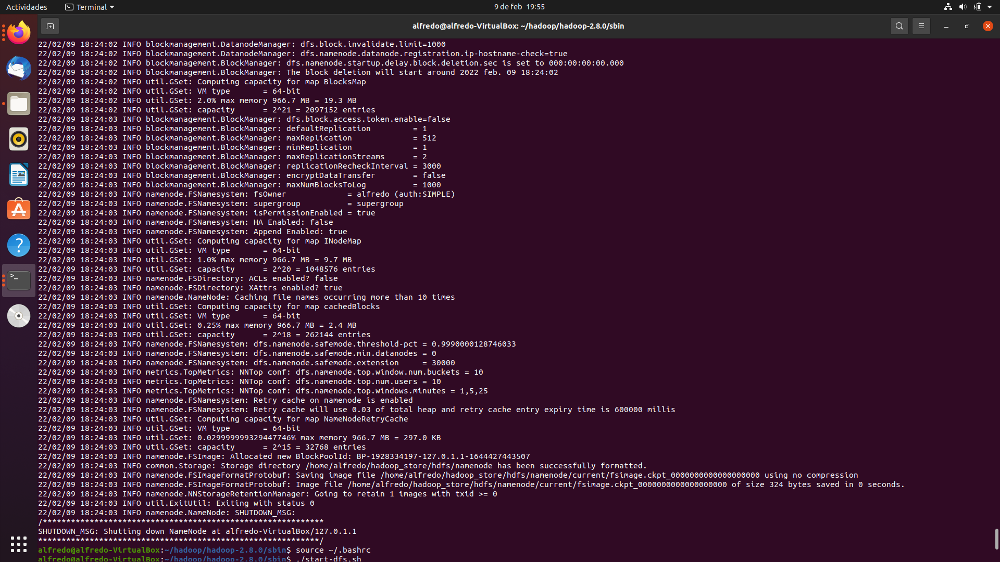 Actividades
Terminal
9 de feb 19:55
alfredo@alfredo-VirtualBox: ~/hadoop/hadoop-2.8.0/sbin
22/02/09 18:24:02 INFO blockmanagement.DatanodeManager: dfs.block.invalidate.limit=1000
22/02/09 18:24:02 INFO blockmanagement.DatanodeManager: dfs.namenode.datanode.registration.ip-hostname-check=true
22/02/09 18:24:02 INFO blockmanagement.BlockManager: dfs.namenode.startup.delay.block.deletion.sec is set to 000:00:00:00.000
22/02/09 18:24:02 INFO blockmanagement.BlockManager: The block deletion will start around 2022 feb. 09 18:24:02
22/02/09 18:24:02 INFO util.GSet: Computing capacity for map BlocksMap
22/02/09 18:24:02 INFO util.GSet: VM type       = 64-bit
22/02/09 18:24:02 INFO util.GSet: 2.0% max memory 966.7 MB = 19.3 MB
22/02/09 18:24:02 INFO util.GSet: capacity      = 2^21 = 2097152 entries
22/02/09 18:24:03 INFO blockmanagement.BlockManager: dfs.block.access.token.enable=false
22/02/09 18:24:03 INFO blockmanagement.BlockManager: defaultReplication         = 1
22/02/09 18:24:03 INFO blockmanagement.BlockManager: maxReplication             = 512
22/02/09 18:24:03 INFO blockmanagement.BlockManager: minReplication             = 1
22/02/09 18:24:03 INFO blockmanagement.BlockManager: maxReplicationStreams      = 2
22/02/09 18:24:03 INFO blockmanagement.BlockManager: replicationRecheckInterval = 3000
22/02/09 18:24:03 INFO blockmanagement.BlockManager: encryptDataTransfer        = false
22/02/09 18:24:03 INFO blockmanagement.BlockManager: maxNumBlocksToLog          = 1000
22/02/09 18:24:03 INFO namenode.FSNamesystem: fsOwner             = alfredo (auth:SIMPLE)
22/02/09 18:24:03 INFO namenode.FSNamesystem: supergroup          = supergroup
22/02/09 18:24:03 INFO namenode.FSNamesystem: isPermissionEnabled = true
22/02/09 18:24:03 INFO namenode.FSNamesystem: HA Enabled: false
22/02/09 18:24:03 INFO namenode.FSNamesystem: Append Enabled: true
22/02/09 18:24:03 INFO util.GSet: Computing capacity for map INodeMap
22/02/09 18:24:03 INFO util.GSet: VM type       = 64-bit
22/02/09 18:24:03 INFO util.GSet: 1.0% max memory 966.7 MB = 9.7 MB
22/02/09 18:24:03 INFO util.GSet: capacity      = 2^20 = 1048576 entries
22/02/09 18:24:03 INFO namenode.FSDirectory: ACLs enabled? false
22/02/09 18:24:03 INFO namenode.FSDirectory: XAttrs enabled? true
22/02/09 18:24:03 INFO namenode.NameNode: Caching file names occurring more than 10 times
22/02/09 18:24:03 INFO util.GSet: Computing capacity for map cachedBlocks
22/02/09 18:24:03 INFO util.GSet: VM type       = 64-bit
22/02/09 18:24:03 INFO util.GSet: 0.25% max memory 966.7 MB = 2.4 MB
22/02/09 18:24:03 INFO util.GSet: capacity      = 2^18 = 262144 entries
22/02/09 18:24:03 INFO namenode.FSNamesystem: dfs.namenode.safemode.threshold-pct = 0.9990000128746033
22/02/09 18:24:03 INFO namenode.FSNamesystem: dfs.namenode.safemode.min.datanodes = 0
22/02/09 18:24:03 INFO namenode.FSNamesystem: dfs.namenode.safemode.extension     = 30000
22/02/09 18:24:03 INFO metrics.TopMetrics: NNTop conf: dfs.namenode.top.window.num.buckets = 10
22/02/09 18:24:03 INFO metrics.TopMetrics: NNTop conf: dfs.namenode.top.num.users = 10
22/02/09 18:24:03 INFO metrics.TopMetrics: NNTop conf: dfs.namenode.top.windows.minutes = 1,5,25
22/02/09 18:24:03 INFO namenode.FSNamesystem: Retry cache on namenode is enabled
22/02/09 18:24:03 INFO namenode.FSNamesystem: Retry cache will use 0.03 of total heap and retry cache entry expiry time is 600000 millis
22/02/09 18:24:03 INFO util.GSet: Computing capacity for map NameNodeRetryCache
22/02/09 18:24:03 INFO util.GSet: VM type       = 64-bit
22/02/09 18:24:03 INFO util.GSet: 0.029999999329447746% max memory 966.7 MB = 297.0 KB
22/02/09 18:24:03 INFO util.GSet: capacity      = 2^15 = 32768 entries
22/02/09 18:24:03 INFO namenode.FSImage: Allocated new BlockPoolId: BP-1928334197-127.0.1.1-1644427443507
22/02/09 18:24:03 INFO common.Storage: Storage directory /home/alfredo/hadoop_store/hdfs/namenode has been successfully formatted.
22/02/09 18:24:03 INFO namenode.FSImageFormatProtobuf: Saving image file /home/alfredo/hadoop_store/hdfs/namenode/current/fsimage.ckpt_0000000000000000000 using no compression
22/02/09 18:24:03 INFO namenode.FSImageFormatProtobuf: Image file /home/alfredo/hadoop_store/hdfs/namenode/current/fsimage.ckpt_0000000000000000000 of size 324 bytes saved in 0 seconds.
22/02/09 18:24:03 INFO namenode.NNStorageRetentionManager: Going to retain 1 images with txid >= 0
22/02/09 18:24:03 INFO util.ExitUtil: Exiting with status 0
22/02/09 18:24:03 INFO namenode.NameNode: SHUTDOWN_MSG:
/************************************************************
SHUTDOWN_MSG: Shutting down NameNode at alfredo-VirtualBox/127.0.1.1
************************************************************/
alfredo@alfredo-VirtualBox:~/hadoop/hadoop-2.8.0/sbin$ source ~/.bashrc
alfredo@alfredo-VirtualBox:~/hadoop/hadoop-2.8.0/sbin$ ./start-dfs.sh